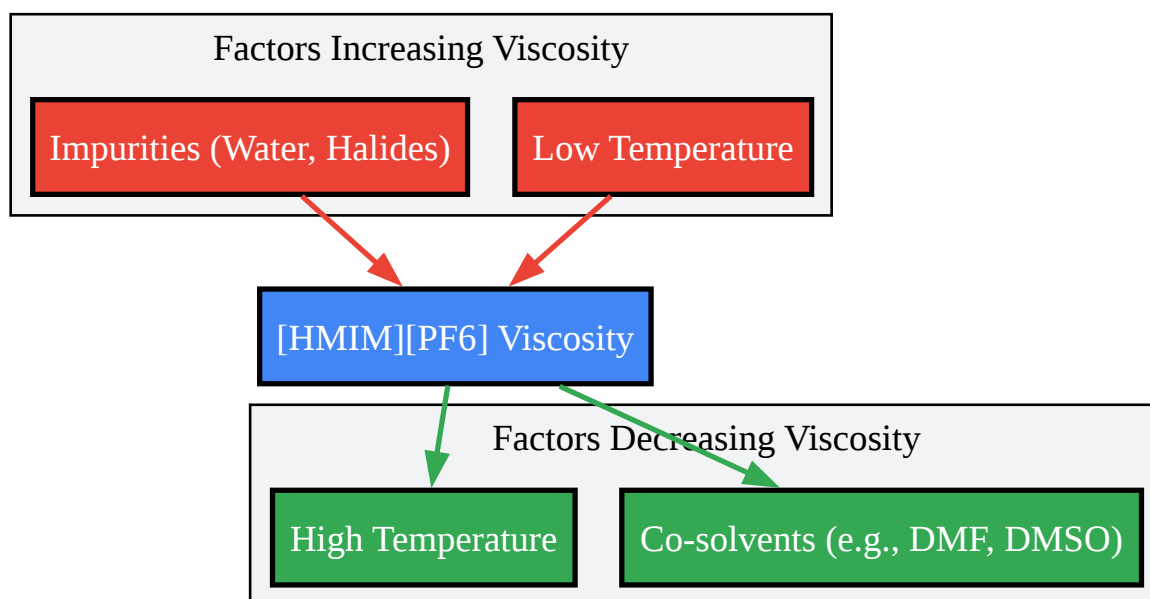 Factors Increasing Viscosity
Impurities (Water, Halides)
Low Temperature
[HMIM][PF6] Viscosity
Factors Decreasing Viscosity
High Temperature
Co-solvents (e.g., DMF, DMSO)